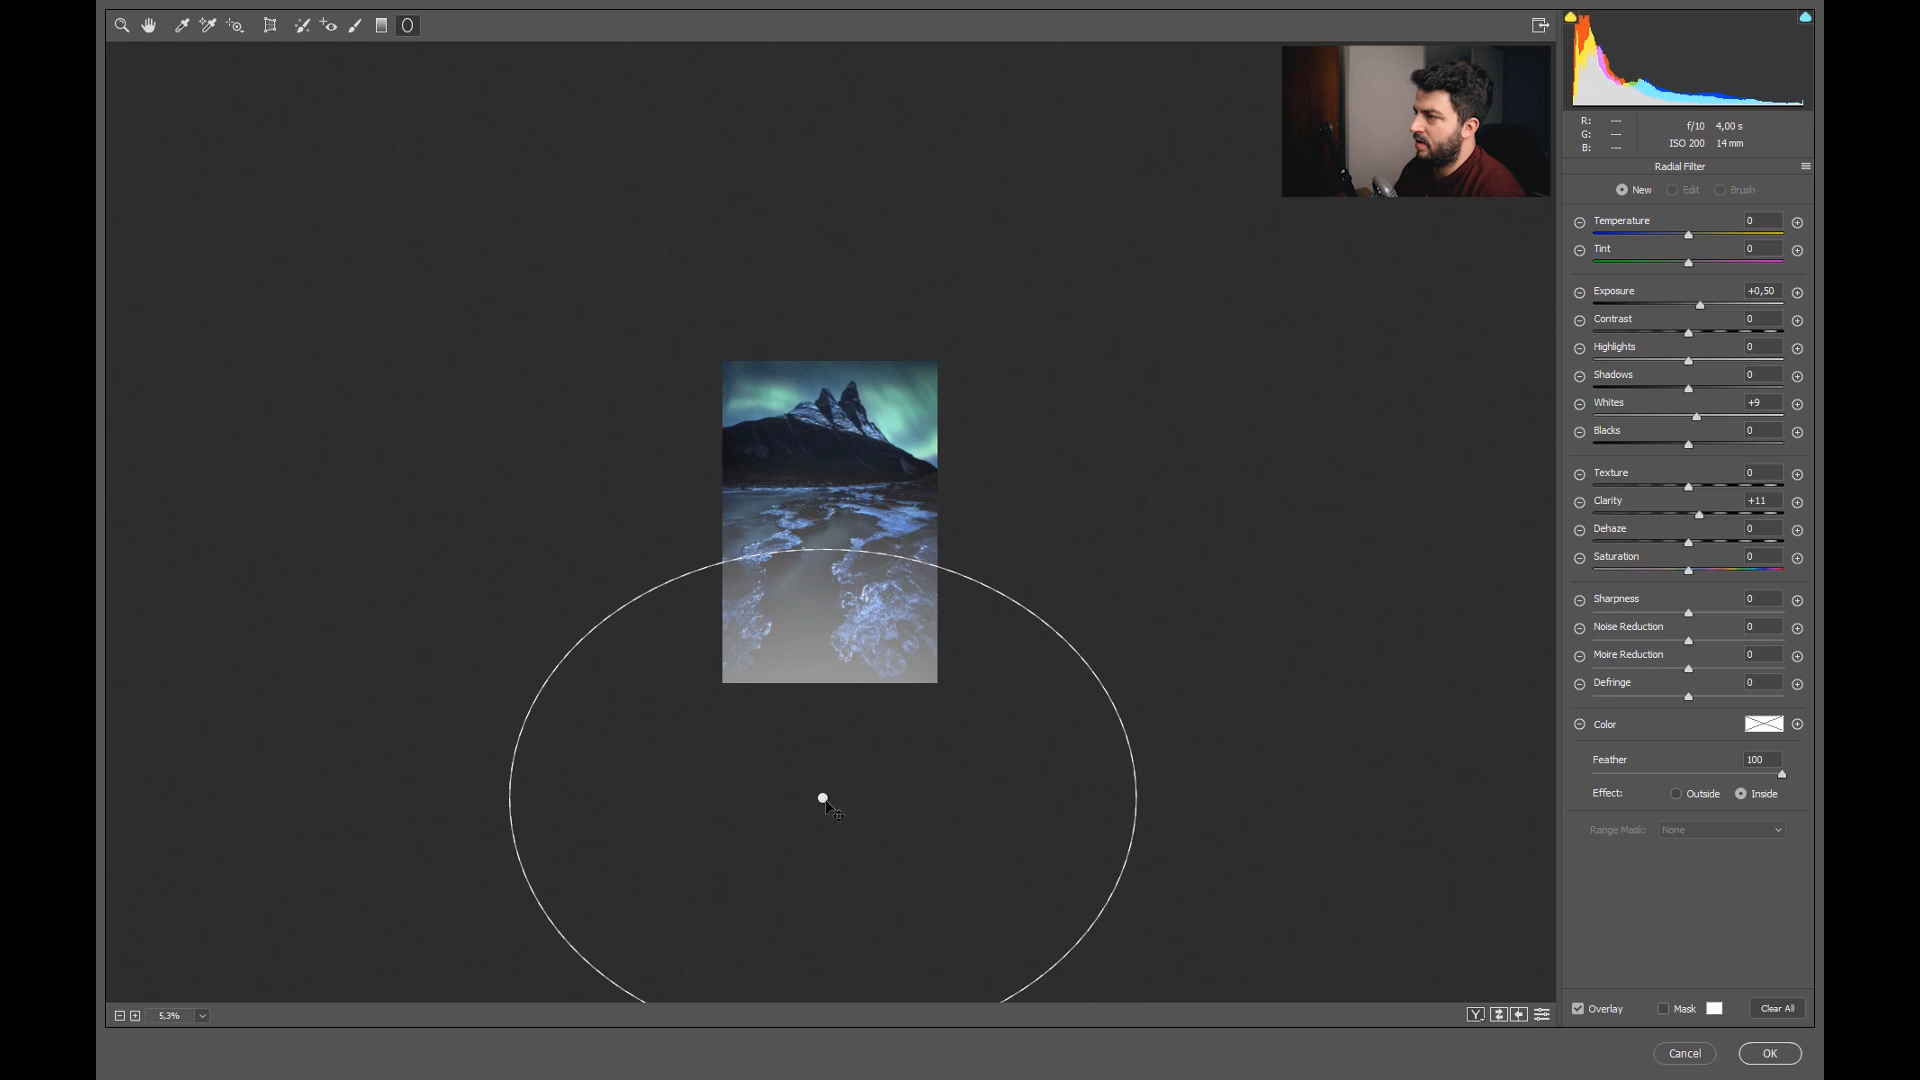 R: ---
G: ---
B: ---
f/10 4,00 s
ISO 200 14 mm
Radial Filter
New Edit Brush
Temperature 0
Tint 0
Exposure +0,50
Contrast 0
Highlights 0
Shadows 0
Whites +9
Blacks 0
Texture 0
Clarity +11
Dehaze 0
Saturation 0
Sharpness 0
Noise Reduction 0
Moire Reduction 0
Defringe 0
Color
Feather 100
Effect: Outside Inside
Range Mask: None
5,3%
Y
Overlay Mask Clear All
Cancel OK